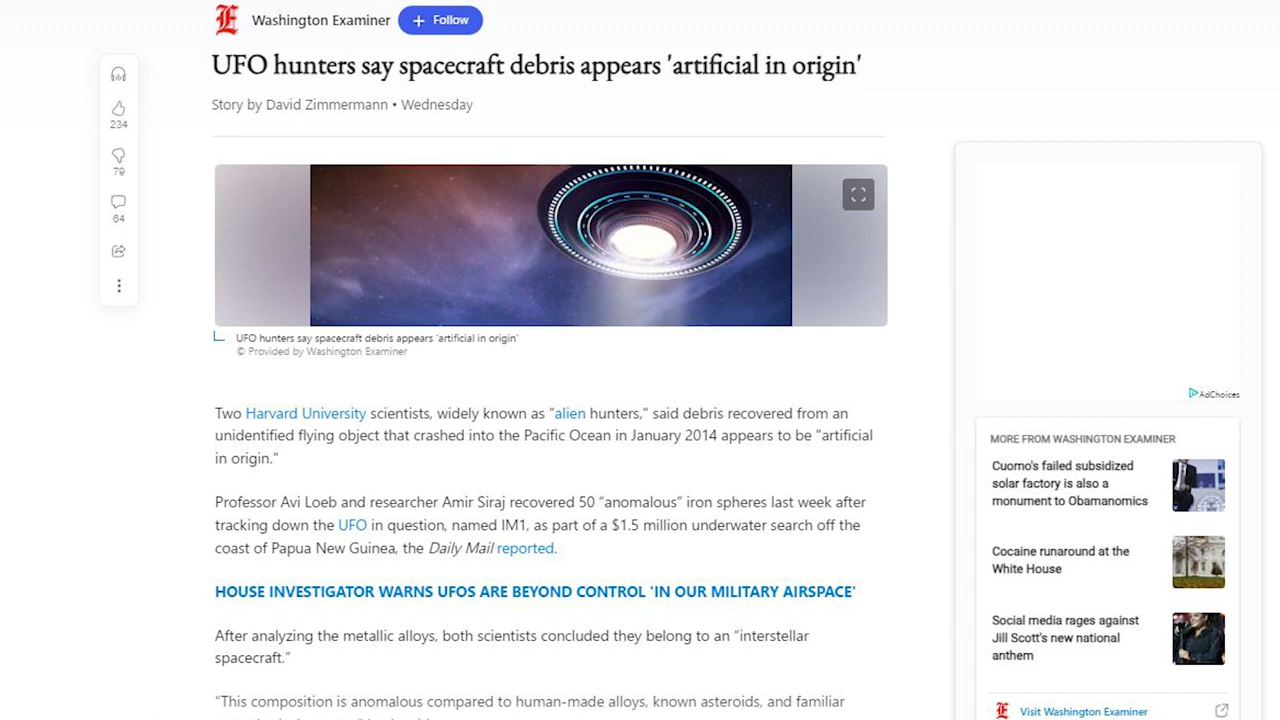 Washington Examiner
+ Follow
UFO hunters say spacecraft debris appears 'artificial in origin'
Story by David Zimmermann • Wednesday
234
79
64
UFO hunters say spacecraft debris appears 'artificial in origin'
© Provided by Washington Examiner
Two Harvard University scientists, widely known as "alien hunters," said debris recovered from an
unidentified flying object that crashed into the Pacific Ocean in January 2014 appears to be "artificial
in origin."
Professor Avi Loeb and researcher Amir Siraj recovered 50 "anomalous" iron spheres last week after
tracking down the UFO in question, named IM1, as part of a $1.5 million underwater search off the
coast of Papua New Guinea, the Daily Mail reported.
HOUSE INVESTIGATOR WARNS UFOS ARE BEYOND CONTROL 'IN OUR MILITARY AIRSPACE'
After analyzing the metallic alloys, both scientists concluded they belong to an "interstellar
spacecraft."
"This composition is anomalous compared to human-made alloys, known asteroids, and familiar
AdChoices
MORE FROM WASHINGTON EXAMINER
Cuomo's failed subsidized
solar factory is also a
monument to Obamanomics
Cocaine runaround at the
White House
Social media rages against
Jill Scott's new national
anthem
Visit Washington Examiner